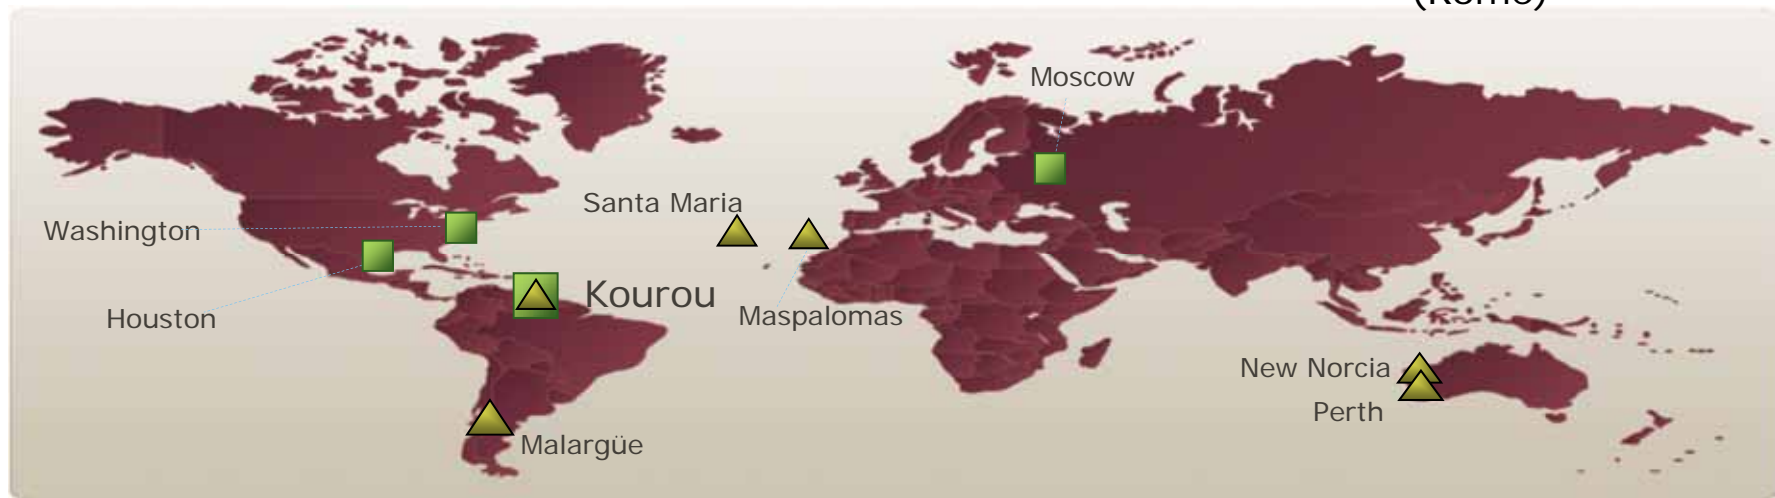 Moscow
Santa Maria
Washington
Kourou
Houston
Maspalomas
New Norcia
Perth
Malargüe